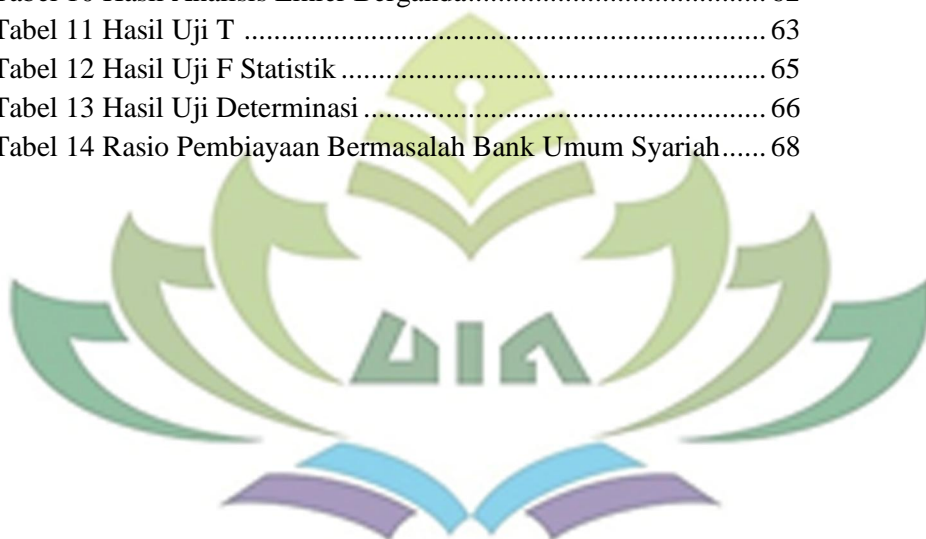 Tabel 11 Hasil Uji T ..................................................................... 63
Tabel 12 Hasil Uji F Statistik ........................................................ 65
Tabel 13 Hasil Uji Determinasi ..................................................... 66
Tabel 14 Rasio Pembiayaan Bermasalah Bank Umum Syariah...... 68
UIN